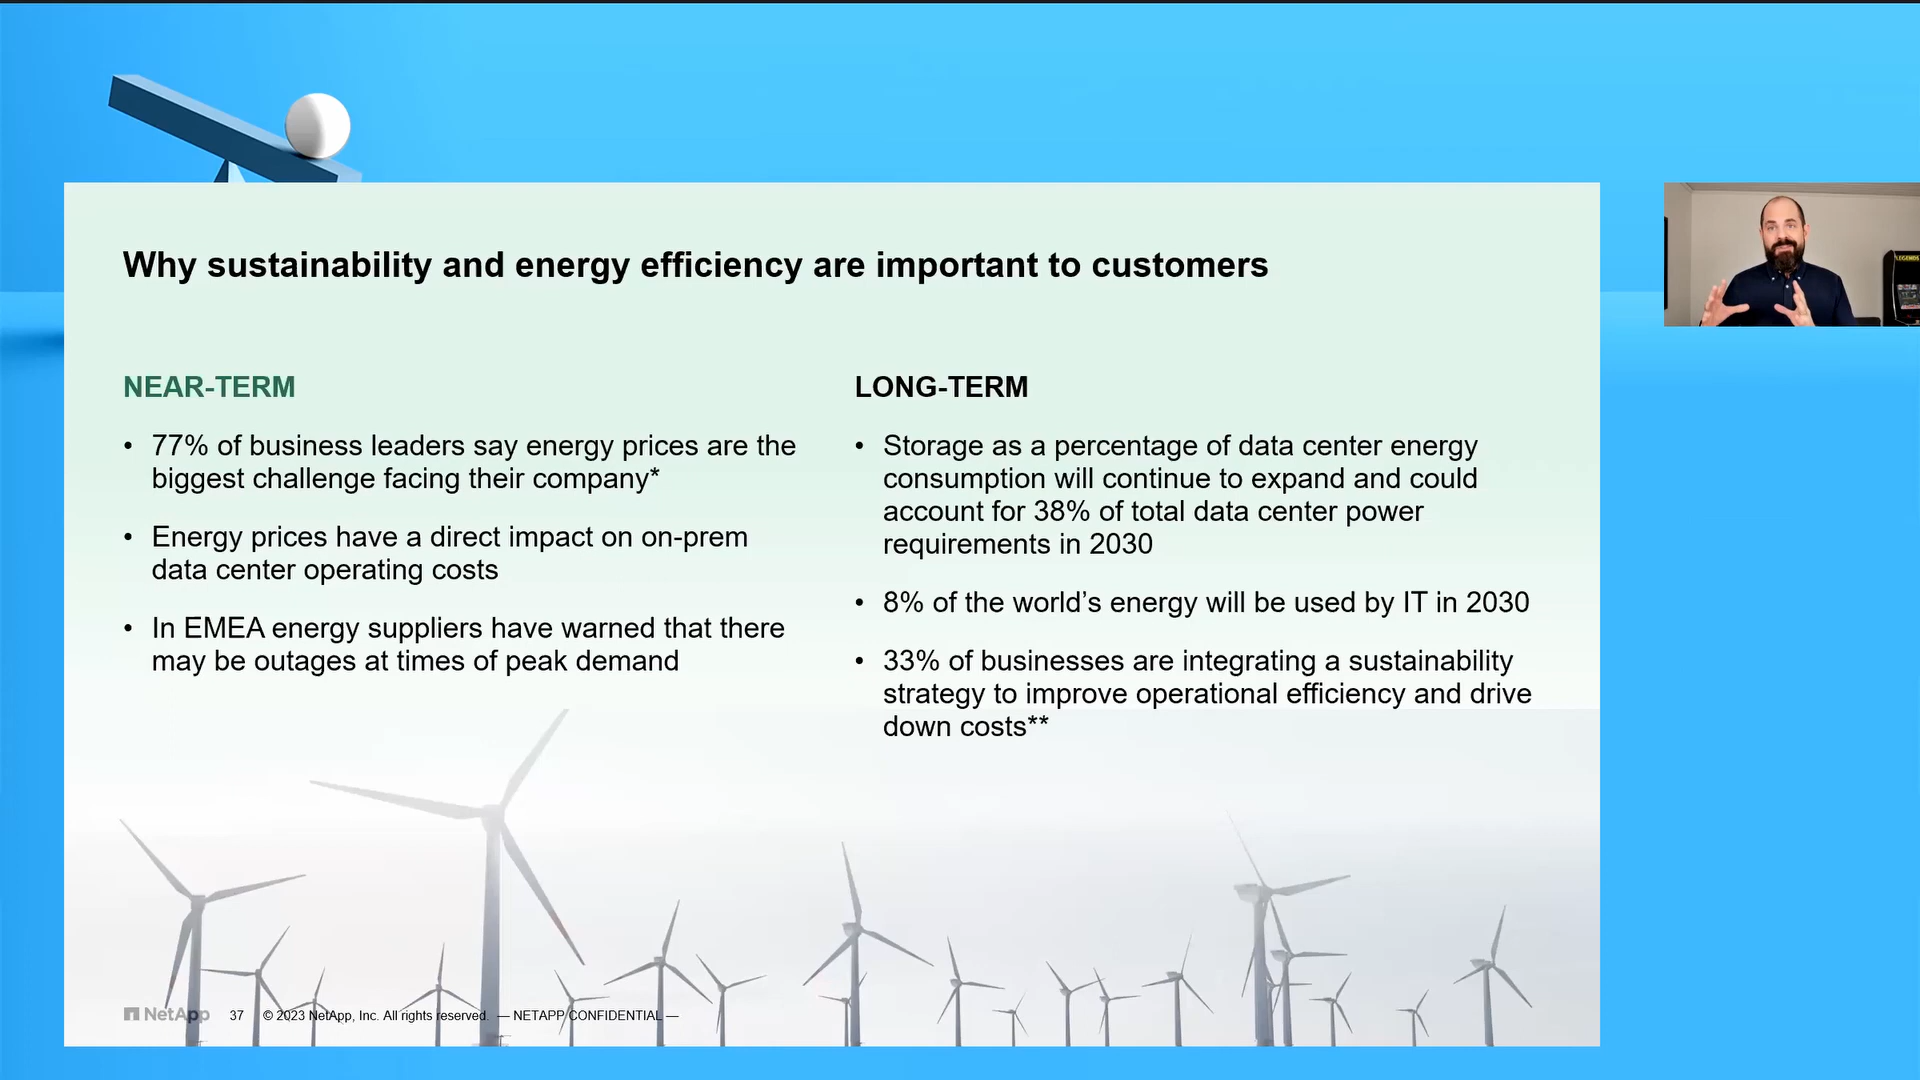 Why sustainability and energy efficiency are important to customers
NEAR-TERM
• 77% of business leaders say energy prices are the
biggest challenge facing their company*
• Energy prices have a direct impact on on-prem
data center operating costs
• In EMEA energy suppliers have warned that there
may be outages at times of peak demand
LONG-TERM
• Storage as a percentage of data center energy
consumption will continue to expand and could
account for 38% of total data center power
requirements in 2030
• 8% of the world’s energy will be used by IT in 2030
• 33% of businesses are integrating a sustainability
strategy to improve operational efficiency and drive
down costs**
NetApp 37 © 2023 NetApp, Inc. All rights reserved. — NETAPP CONFIDENTIAL —
LEGENDS